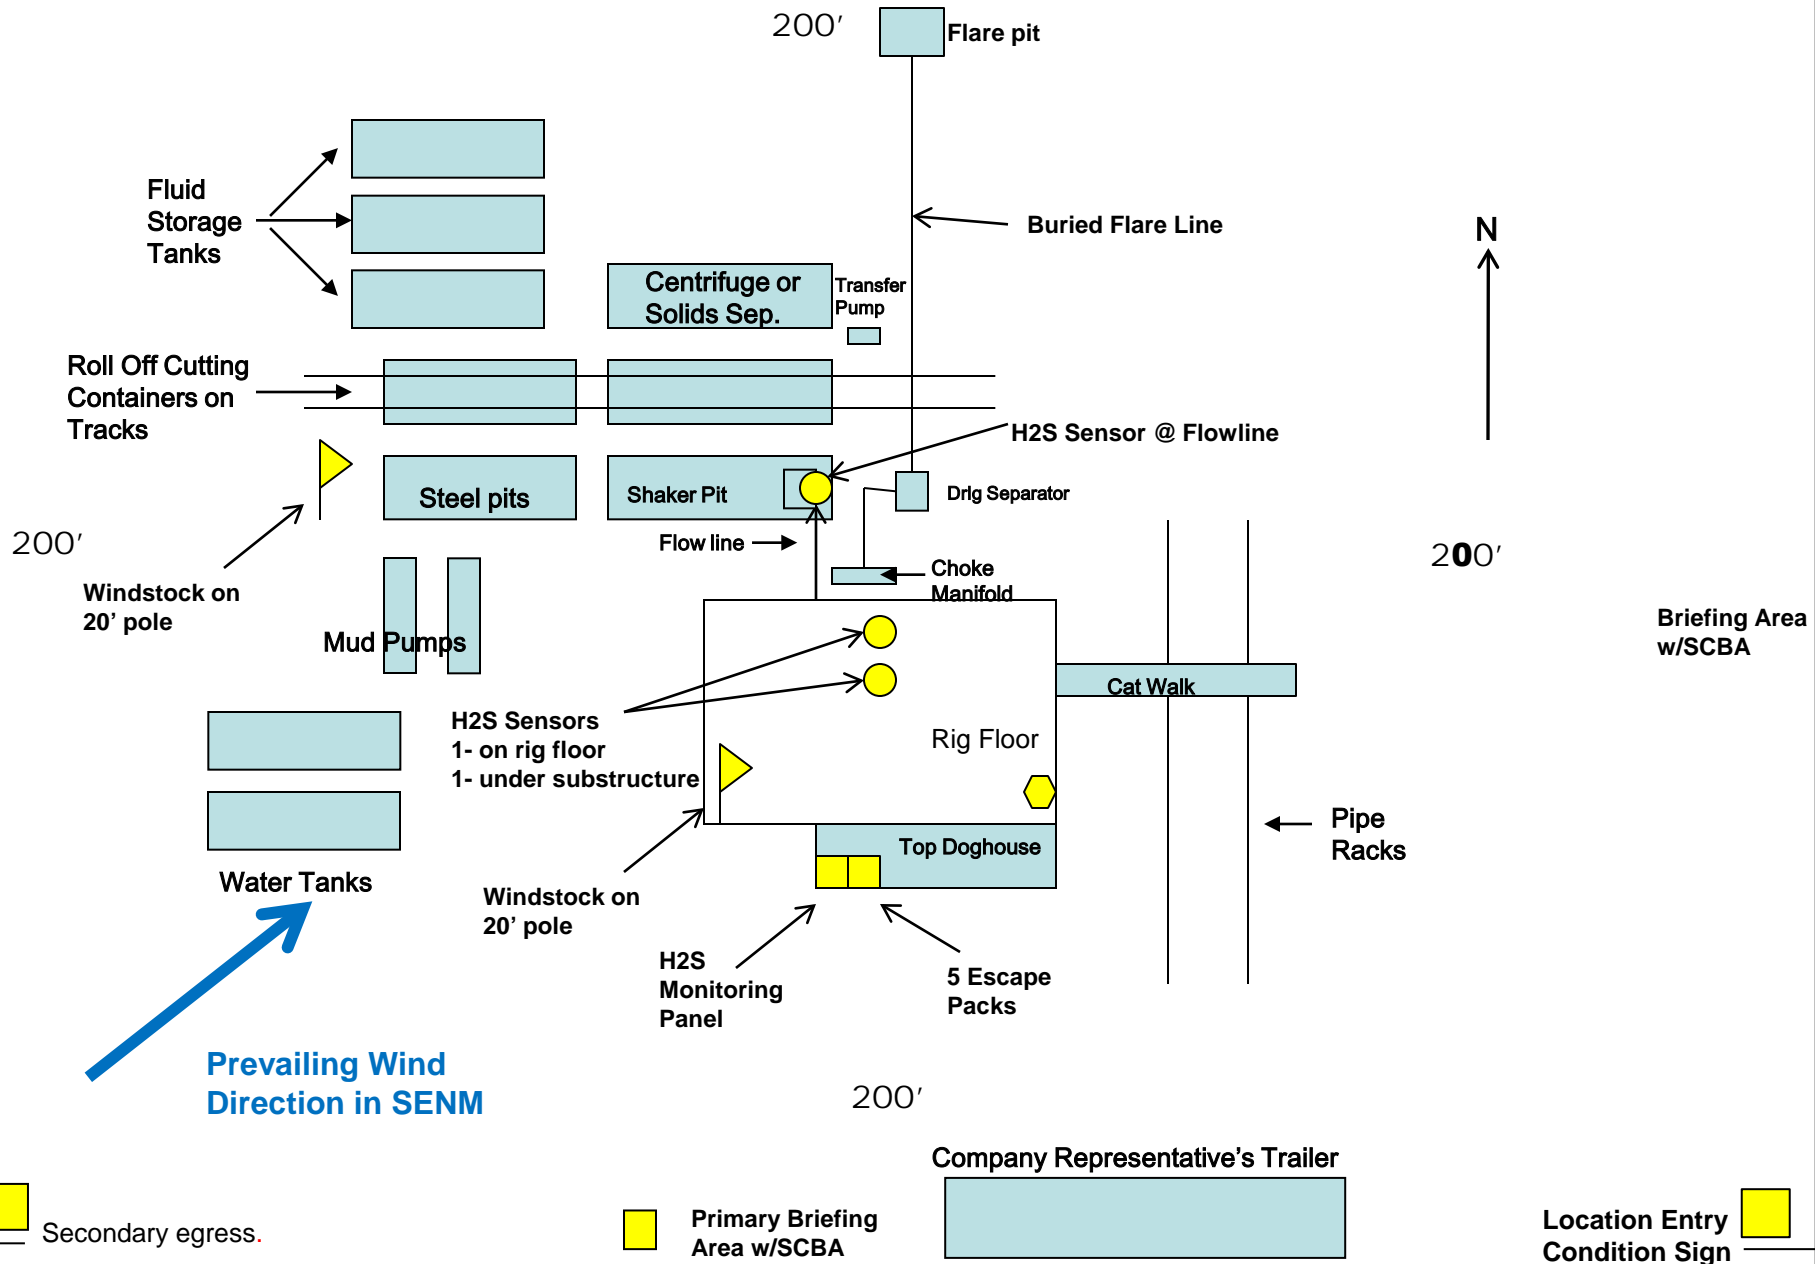 200'
Flare pit
Fluid
Storage
Tanks
Buried Flare Line
N
Centrifuge or
Solids Sep.
Transfer
Pump
Roll Off Cutting
Containers on
Tracks
H2S Sensor @ Flowline
Steel pits
Shaker Pit
Drlg Separator
200'
Flow line
200'
Choke
Manifold
Windstock on
20’ pole
Mud Pumps
Briefing Area
w/SCBA
Cat Walk
H2S Sensors
1- on rig floor
1- under substructure
Rig Floor
Pipe
Racks
Top Doghouse
Water Tanks
Windstock on
20’ pole
H2S
Monitoring
Panel
5 Escape
Packs
Prevailing Wind
Direction in SENM
200'
Company Representative’s Trailer
Secondary egress.
Primary Briefing
Area w/SCBA
Location Entry
Condition Sign